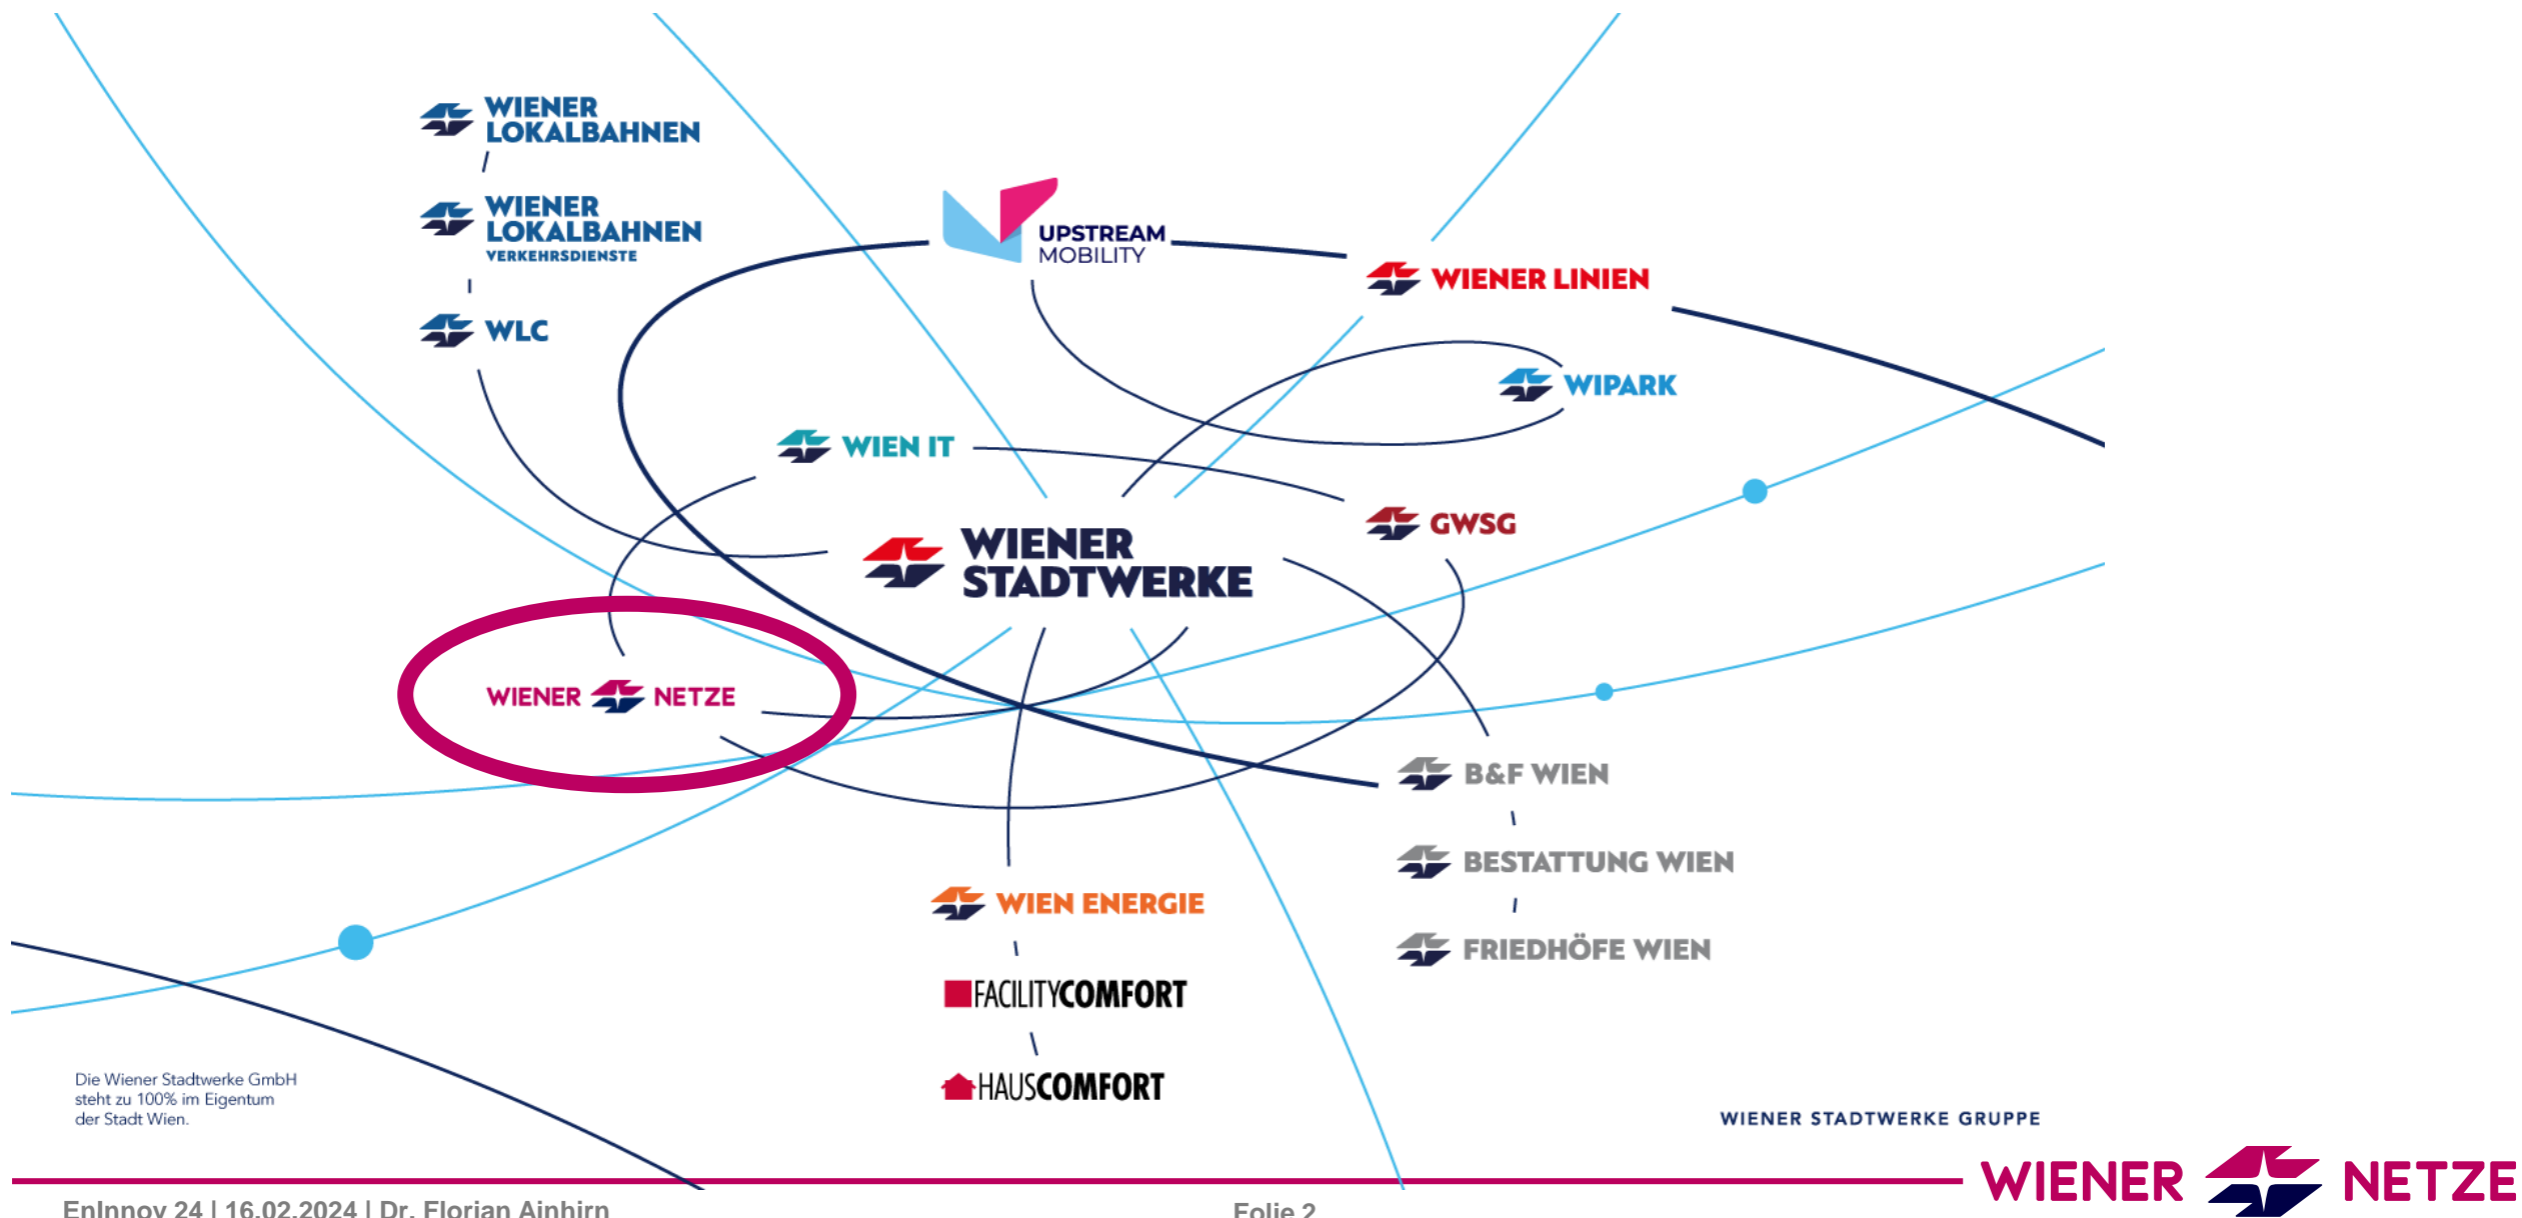 WIENER
LOKALBAHNEN
WIENER
LOKALBAHNEN
VERKEHRSDIENSTE
WLC
UPSTREAM
MOBILITY
WIENER LINIEN
WIPARK
WIEN IT
GWSG
WIENER
STADTWERKE
WIENER NETZE
B&F WIEN
BESTATTUNG WIEN
FRIEDHÖFE WIEN
WIEN ENERGIE
FACILITYCOMFORT
HAUSCOMFORT
Die Wiener Stadtwerke GmbH
steht zu 100% im Eigentum
der Stadt Wien.
WIENER STADTWERKE GRUPPE
WIENER NETZE
EnInnov 24 | 16.02.2024 | Dr. Florian Ainhirn
Folie 2